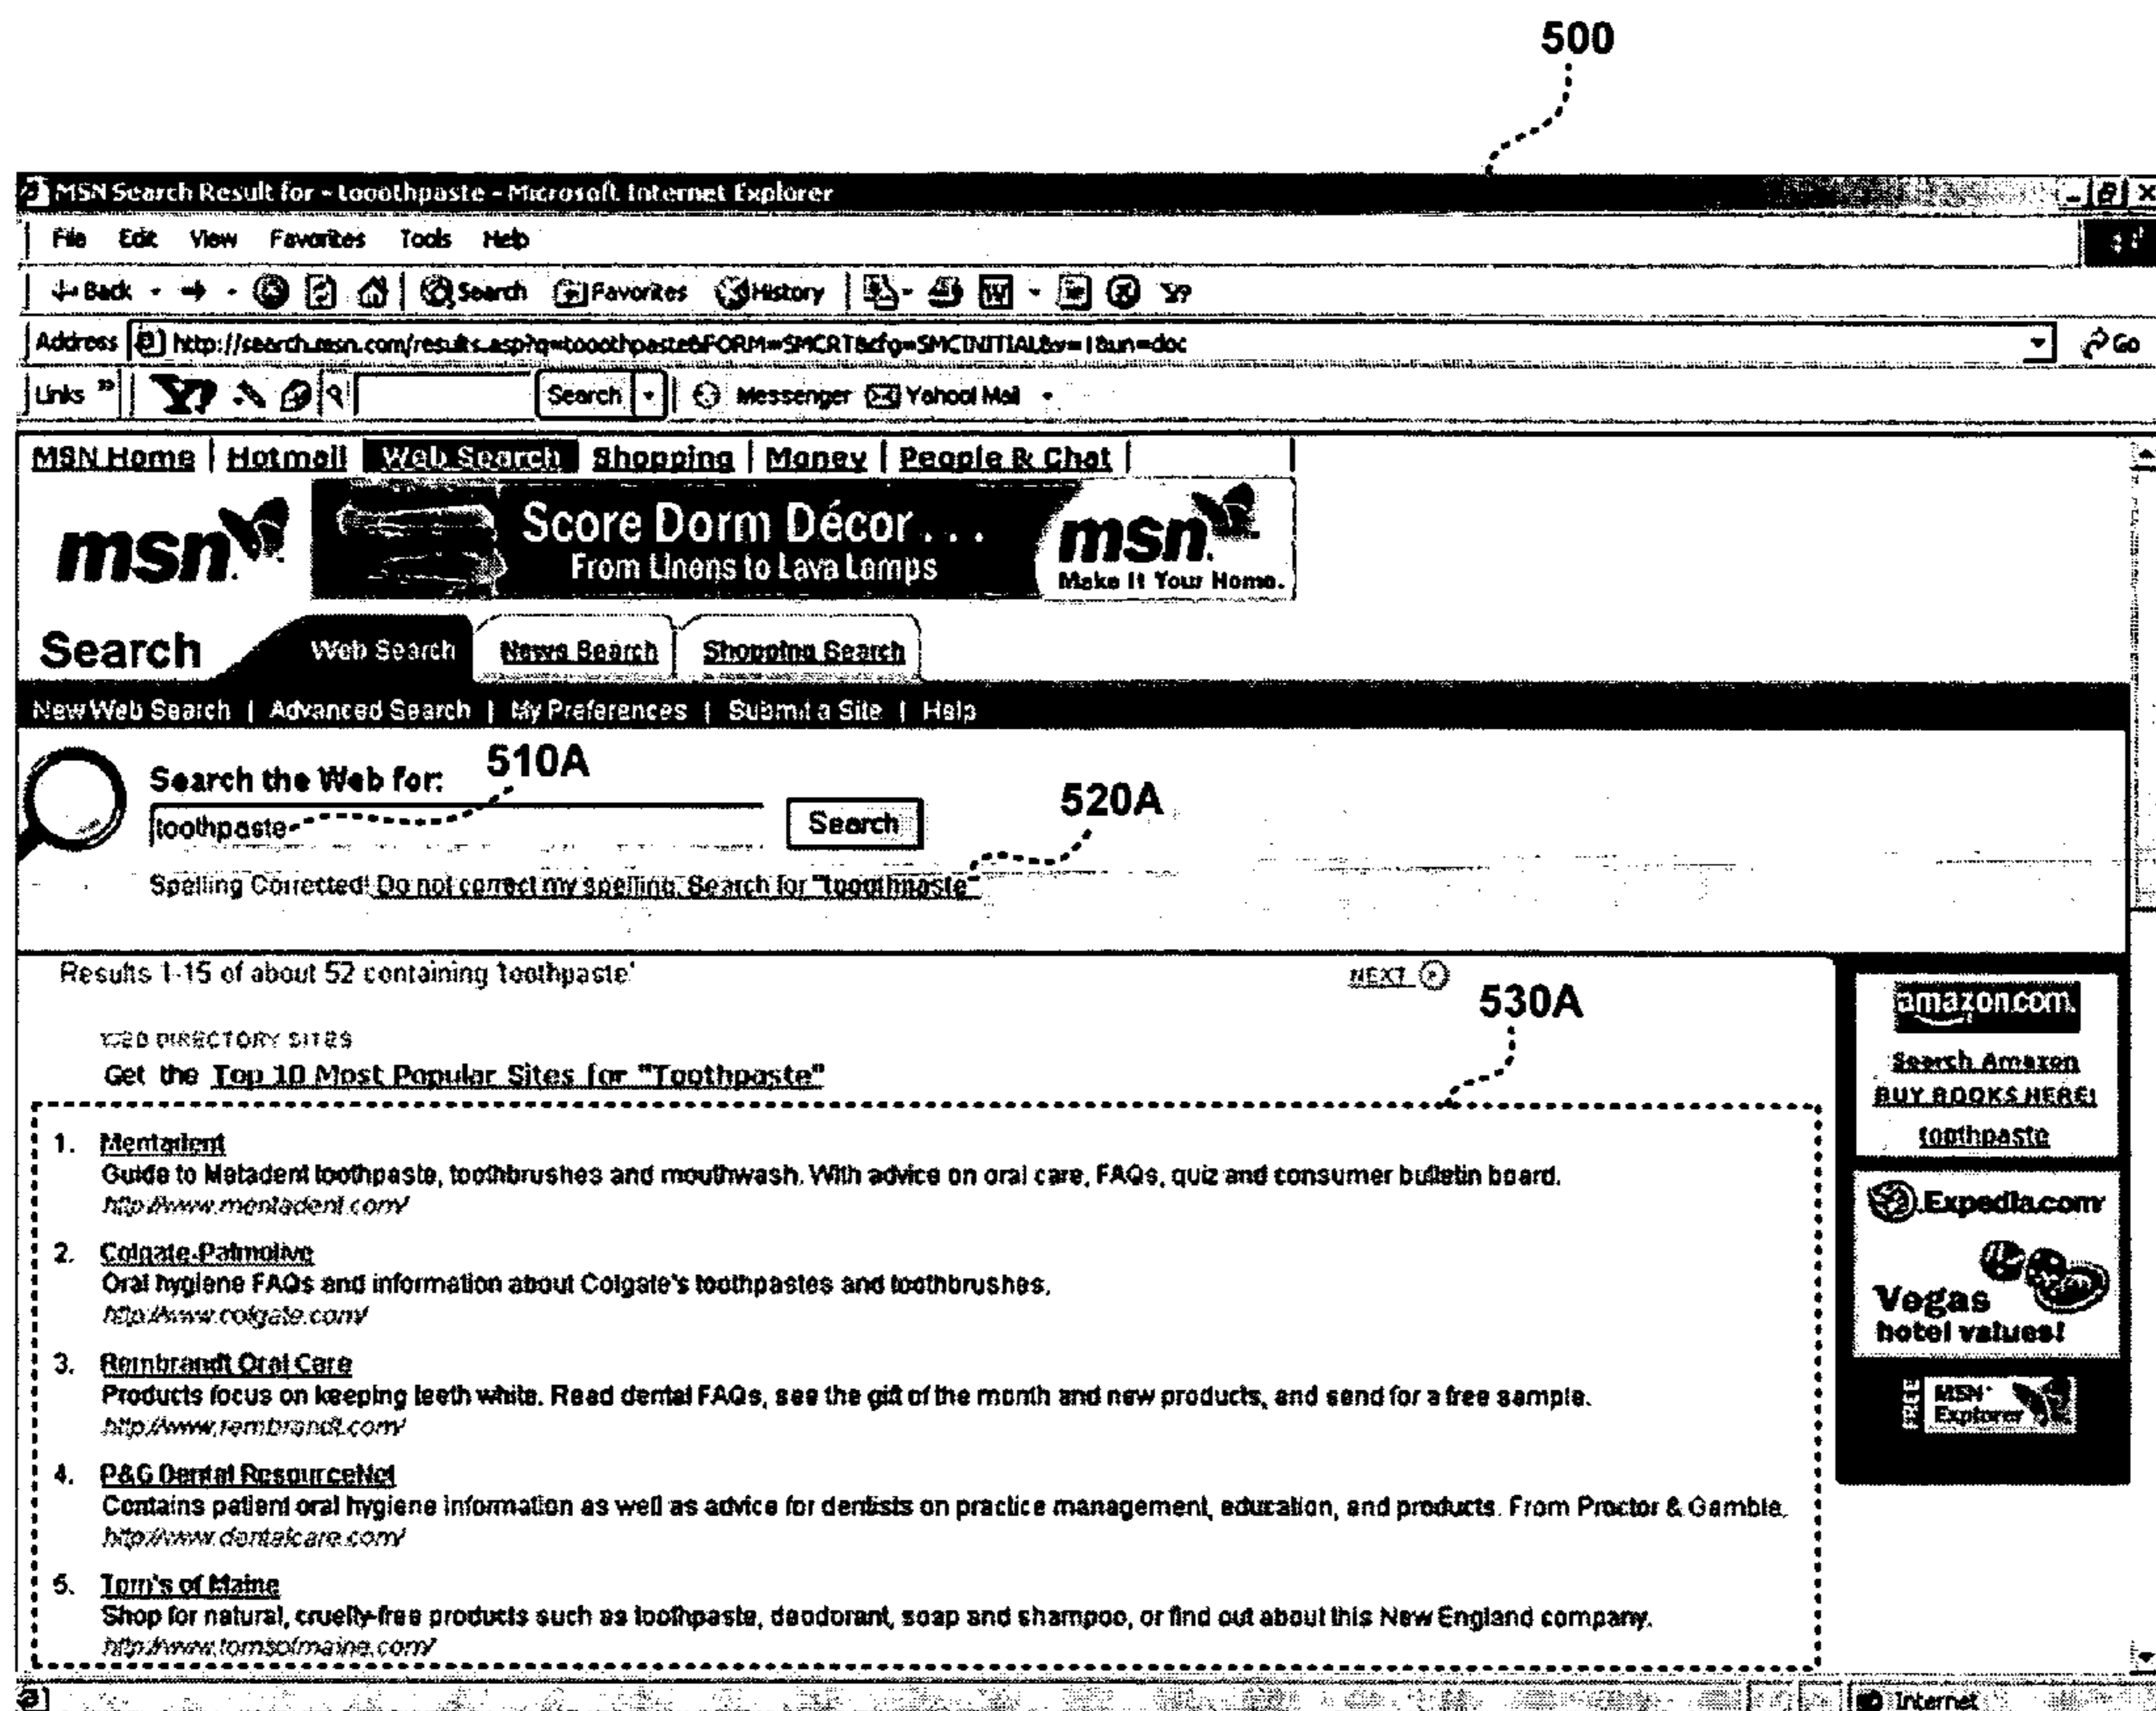 500
MSN Search Result for - tooothpaste - Microsoft Internet Explorer
File Edit View Favorites Tools Help
Back Search Favorites History
Address http://search.msn.com/results.asp?q=tooothpaste&FORM=SMCRT&cfg=SMCINITIAL&v=1&un=doc Go
Links » Y? Search Messenger Yahoo! Mail
MSN Home | Hotmail Web Search Shopping | Money | People & Chat |
msn. Score Dorm Décor... msn.
From Linens to Lava Lamps Make It Your Home.
Search Web Search News Search Shopping Search
New Web Search | Advanced Search | My Preferences | Submit a Site | Help
510A
Search the Web for:
520A
toothpaste Search
Spelling Corrected! Do not correct my spelling. Search for "tooothpaste"
Results 1-15 of about 52 containing 'toothpaste' NEXT
530A
WEB DIRECTORY SITES
Get the Top 10 Most Popular Sites for "Toothpaste"
1. Mentadent
Guide to Metadent toothpaste, toothbrushes and mouthwash. With advice on oral care, FAQs, quiz and consumer bulletin board.
http://www.mentadent.com/
2. Colgate-Palmolive
Oral hygiene FAQs and information about Colgate's toothpastes and toothbrushes.
http://www.colgate.com/
3. Rembrandt Oral Care
Products focus on keeping teeth white. Read dental FAQs, see the gift of the month and new products, and send for a free sample.
http://www.rembrandt.com/
4. P&G Dental ResourceNet
Contains patient oral hygiene information as well as advice for dentists on practice management, education, and products. From Proctor & Gamble.
http://www.dentalcare.com/
5. Tom's of Maine
Shop for natural, cruelty-free products such as toothpaste, deodorant, soap and shampoo, or find out about this New England company.
http://www.tomsofmaine.com/
amazon.com.
Search Amazon
BUY BOOKS HERE!
toothpaste
Expedia.com
Vegas
hotel values!
FREE MSN
Explorer
Internet